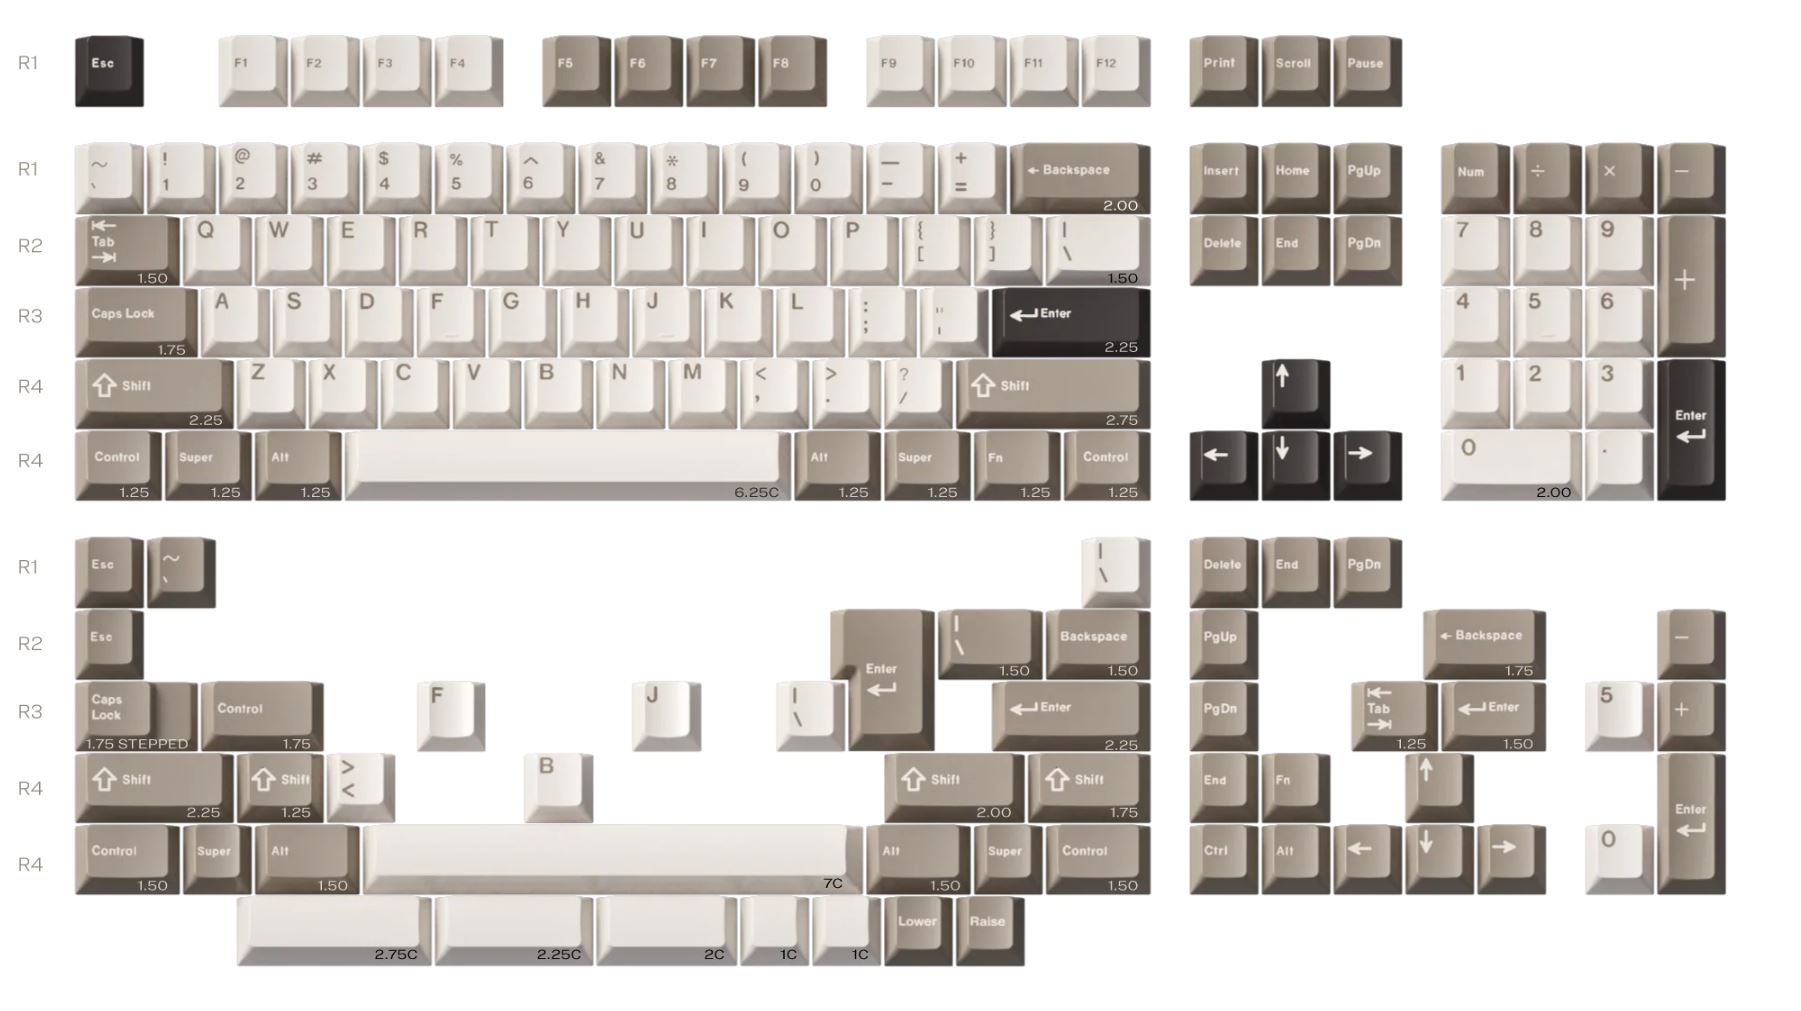 R1 Esc F1 F2 F3 F4 F5 F6 F7 F8 F9 F10 F11 F12 Print Scroll Pause
R1 ~ ` ! 1 @ 2 # 3 $ 4 % 5 ^ 6 & 7 * 8 ( 9 ) 0 — - + = ← Backspace 2.00 Insert Home PgUp Num ÷ × −
R2 Tab 1.50 Q W E R T Y U I O P { [ } ] | \ 1.50 Delete End PgDn 7 8 9 +
R3 Caps Lock 1.75 A S D F G H J K L : ; " ' Enter 2.25 4 5 6
R4 Shift 2.25 Z X C V B N M < , > . ? / Shift 2.75 ↑ 1 2 3 Enter
R4 Control 1.25 Super 1.25 Alt 1.25 6.25C Alt 1.25 Super 1.25 Fn 1.25 Control 1.25 ← ↓ → 0 2.00 .
R1 Esc ~ ` | \ Delete End PgDn
R2 Esc Enter | \ 1.50 Backspace 1.50 PgUp ← Backspace 1.75 −
R3 Caps Lock 1.75 STEPPED Control 1.75 F J | \ Enter 2.25 PgDn Tab 1.25 Enter 1.50 5 +
R4 Shift 2.25 Shift 1.25 > < B Shift 2.00 Shift 1.75 End Fn ↑ Enter
R4 Control 1.50 Super Alt 1.50 7C Alt 1.50 Super Control 1.50 Ctrl Alt ← ↓ → 0
2.75C 2.25C 2C 1C 1C Lower Raise